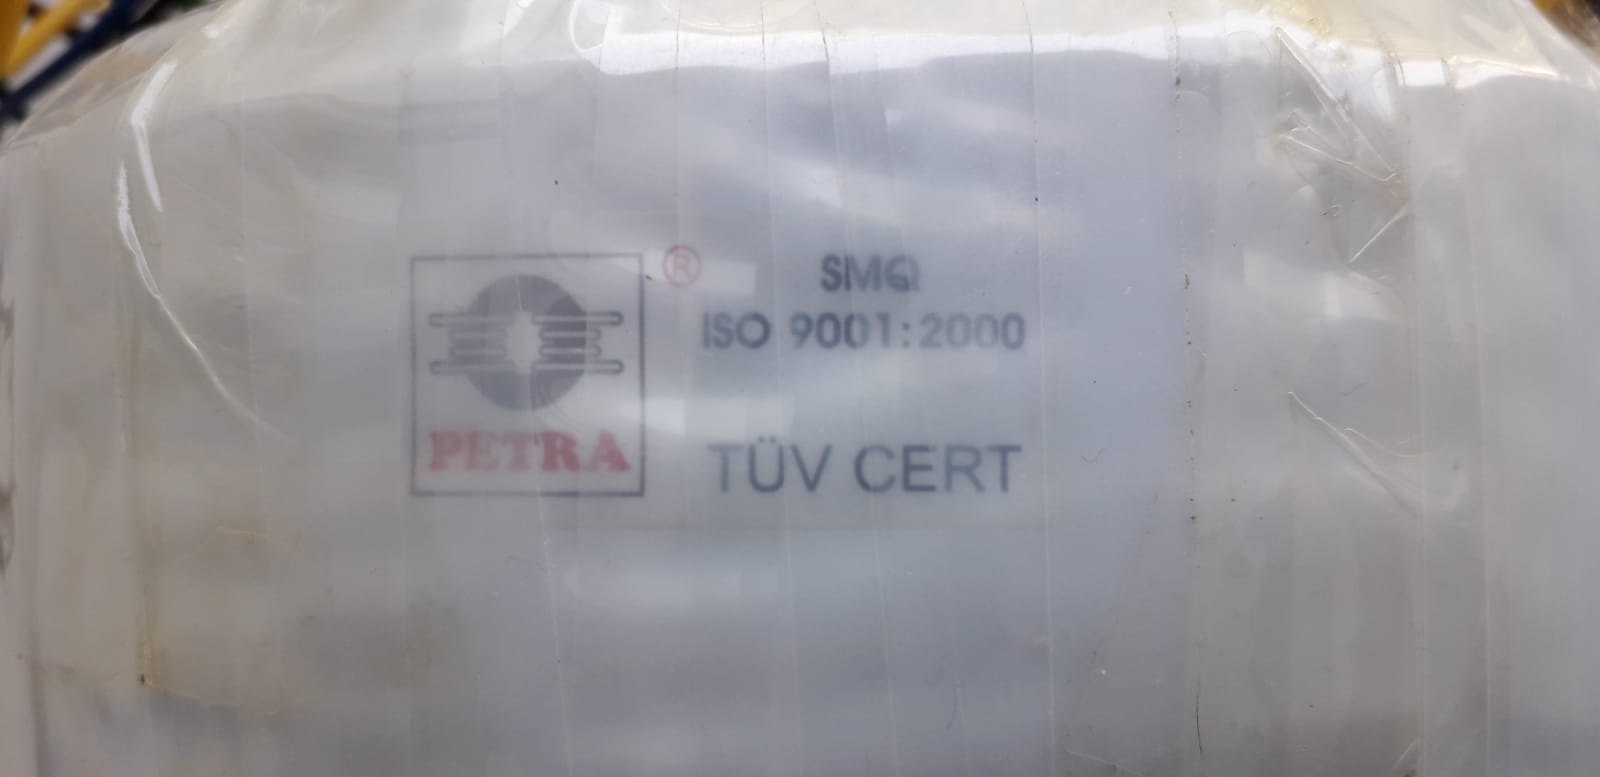 ®
SMQ
ISO 9001:2000
PETRA
TÜV CERT